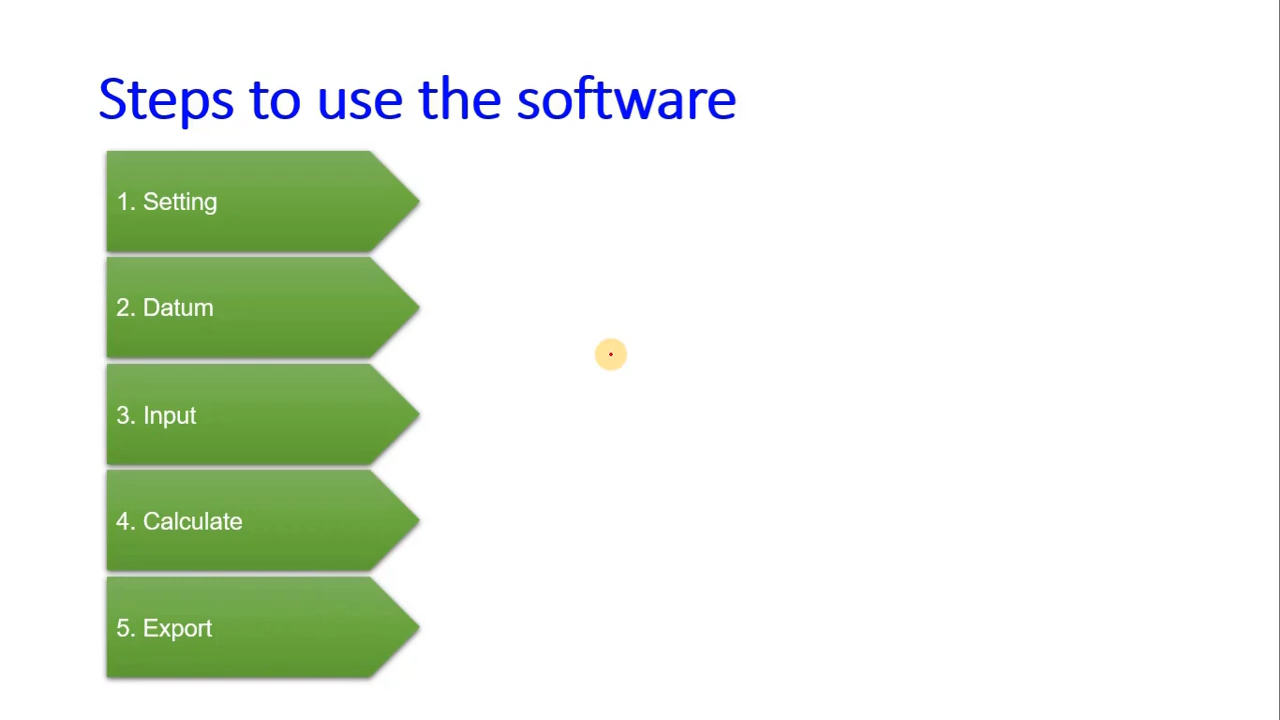 Steps to use the software
1. Setting
2. Datum
3. Input
4. Calculate
5. Export